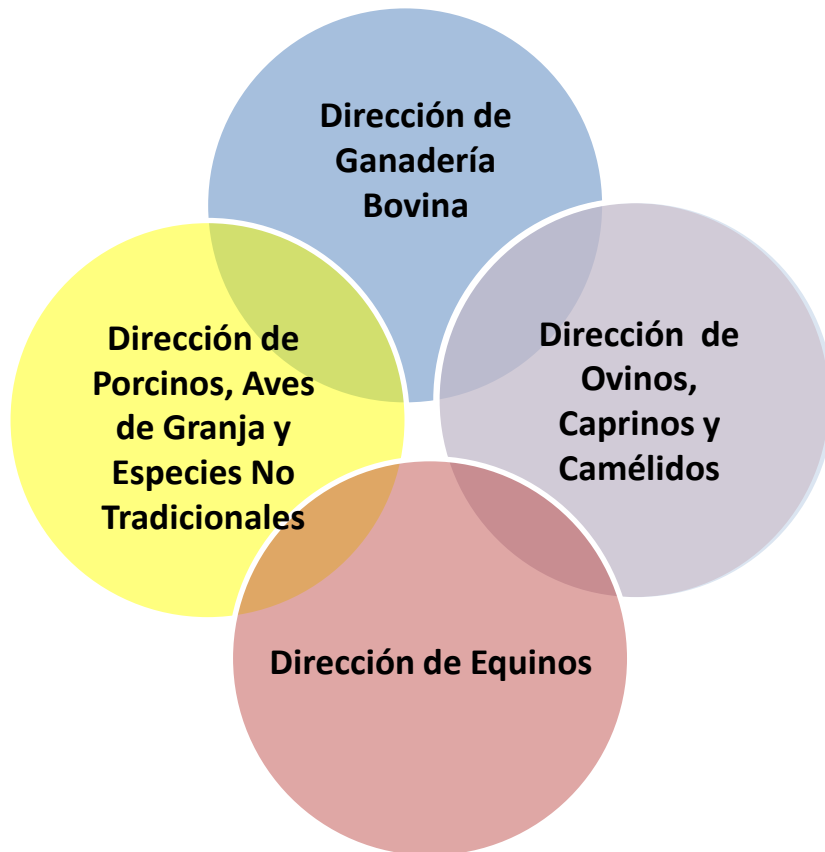 Dirección de
Ganadería
Bovina
Dirección de
Porcinos, Aves
de Granja y
Especies No
Tradicionales
Dirección de
Ovinos,
Caprinos y
Camélidos
Dirección de Equinos